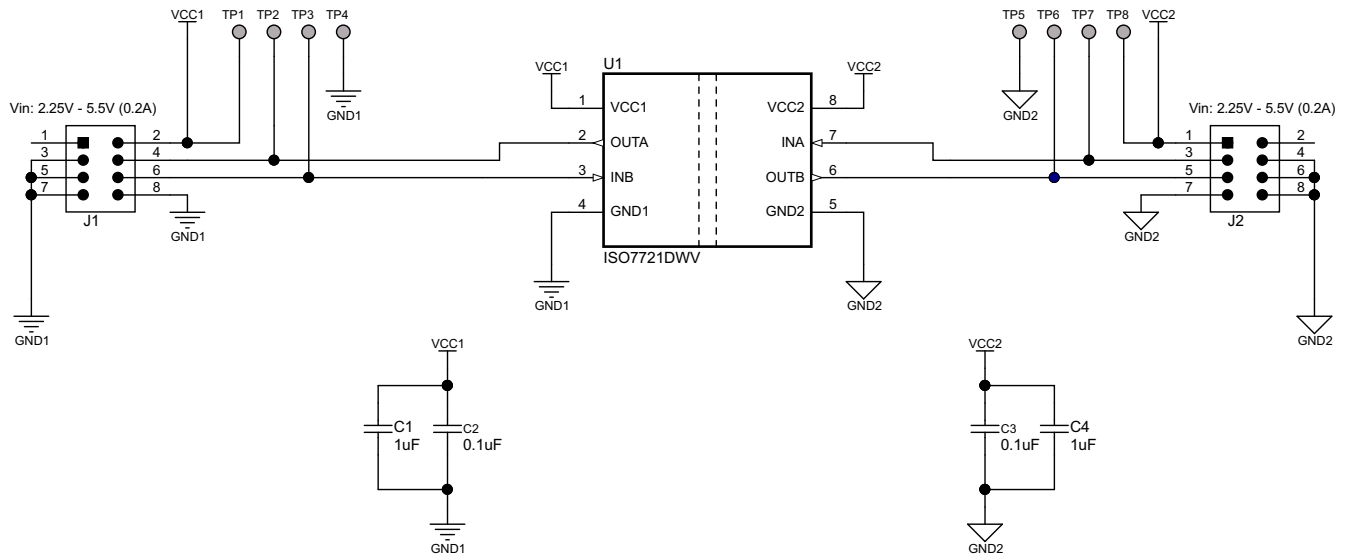 VCC1 TP1 TP2 TP3 TP4
TP5 TP6 TP7 TP8 VCC2
GND1
GND2
Vin: 2.25V - 5.5V (0.2A)
1 2
3 4
5 6
7 8
J1
GND1
GND1
VCC1
U1
VCC2
1 VCC1 VCC2 8
2 OUTA INA 7
3 INB OUTB 6
4 GND1 GND2 5
ISO7721DWV
GND1
GND2
Vin: 2.25V - 5.5V (0.2A)
1 2
3 4
5 6
7 8
J2
GND2
GND2
VCC1
C1
1uF
C2
0.1uF
GND1
VCC2
C3
0.1uF
C4
1uF
GND2